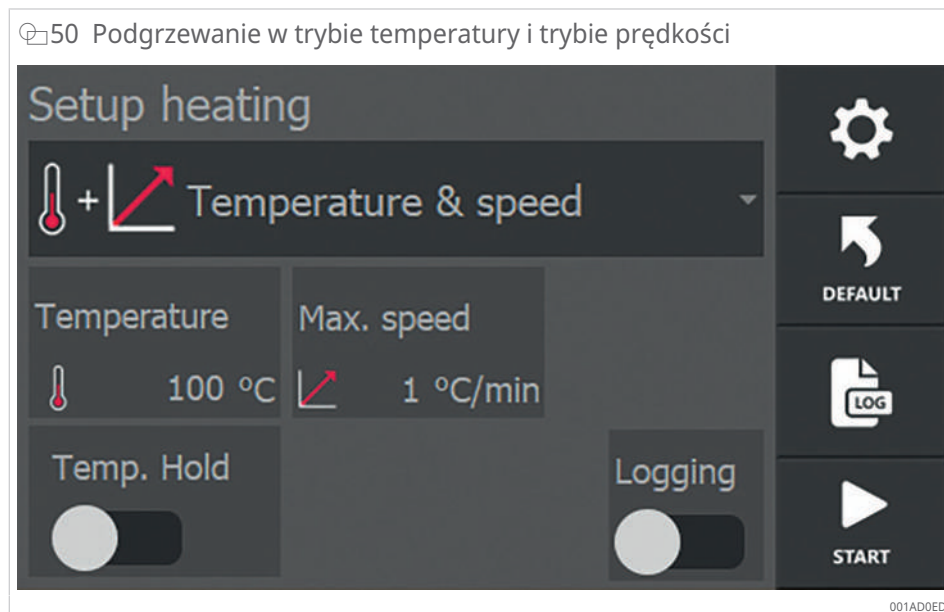 50 Podgrzewanie w trybie temperatury i trybie prędkości
Setup heating
+ Temperature & speed
DEFAULT
Temperature
Max. speed
100 °C
1 °C/min
LOG
Temp. Hold
Logging
START
001AD0ED